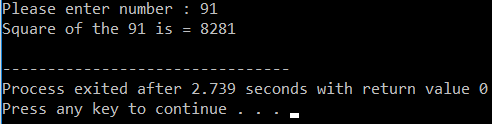 Please enter number : 91
Square of the 91 is = 8281
--------------------------------
Process exited after 2.739 seconds with return value 0
Press any key to continue . . .